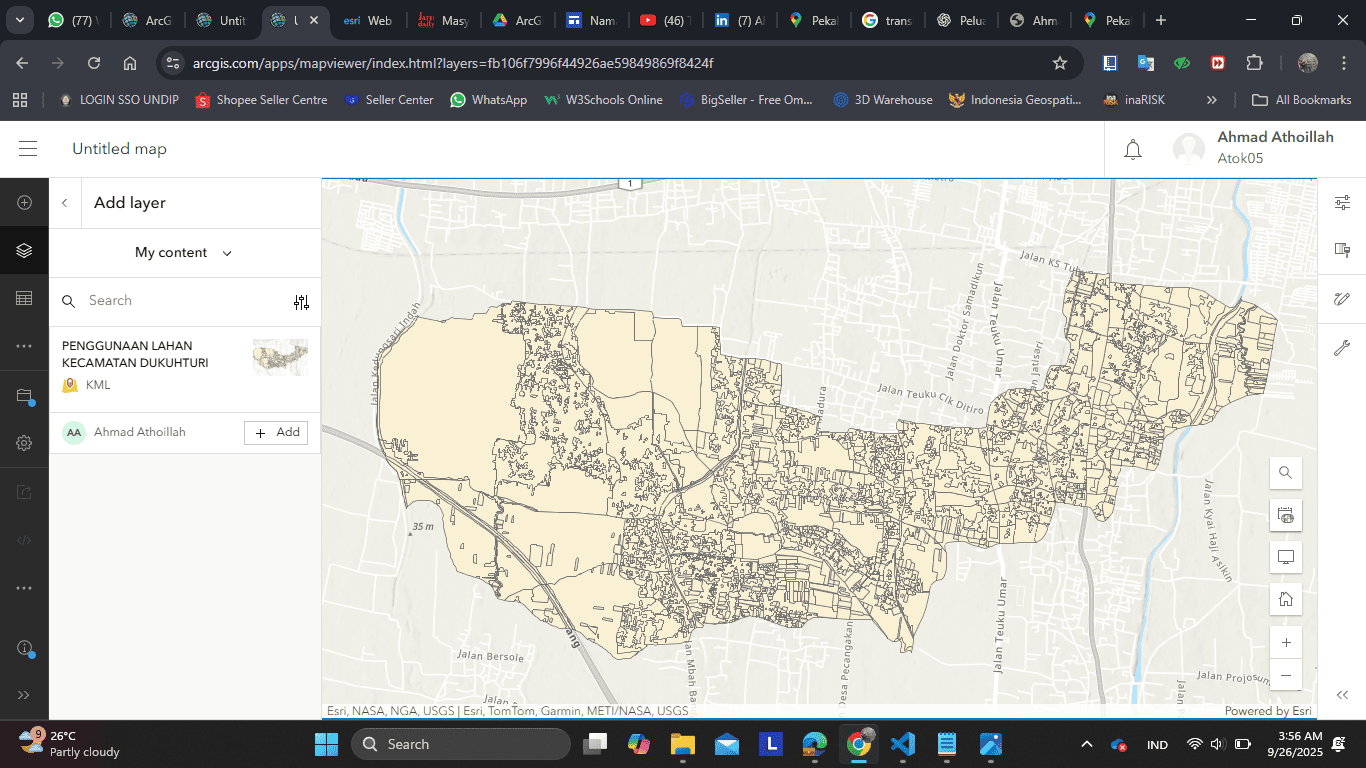 (77) W
ArcG
Untit
U
esri Web
Masy
ArcG
Nam
(46) T
(7) Al
Pekal
trans
Pelua
Ahm
Pekal
arcgis.com/apps/mapviewer/index.html?layers=fb106f7996f44926ae59849869f8424f
LOGIN SSO UNDIP
Shopee Seller Centre
Seller Center
WhatsApp
W3Schools Online
BigSeller - Free Om...
3D Warehouse
Indonesia Geospati...
inaRISK
All Bookmarks
Untitled map
Ahmad Athoillah
Atok05
Add layer
My content
Search
PENGGUNAAN LAHAN
KECAMATAN DUKUHTURI
KML
AA Ahmad Athoillah
+ Add
1
Jalan KS Tub
Jalan Doktor Samadikun
Jalan Teuku Umar
Jalan Jatisari
Jalan Teuku Cik Ditiro
adura
35 m
ang
Jalan Bersole
Jalan
an Mbah Ba
Desa Pecangakan
Jalan Teuku Umar
Jalan Kyai Haji Asikin
Jalan Projosum
Esri, NASA, NGA, USGS | Esri, TomTom, Garmin, METI/NASA, USGS
Powered by Esri
9
26°C
Partly cloudy
Search
L
IND
3:56 AM
9/26/2025